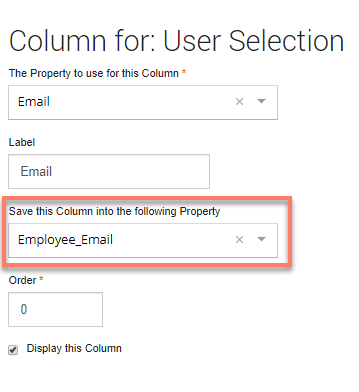 Column for: User Selection
The Property to use for this Column *
Email
Label
Email
Save this Column into the following Property
Employee_Email
Order *
0
Display this Column